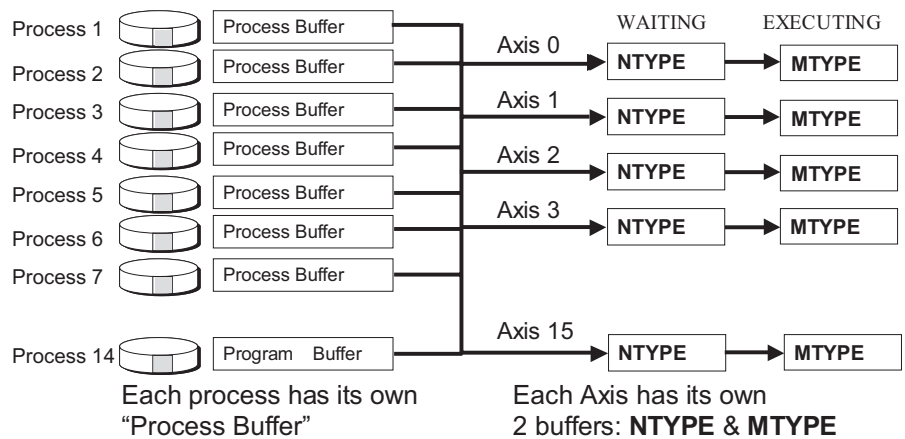 WAITING EXECUTING
Process 1 Process Buffer
Axis 0 NTYPE MTYPE
Process 2 Process Buffer
Axis 1 NTYPE MTYPE
Process 3 Process Buffer
Process 4 Process Buffer
Axis 2 NTYPE MTYPE
Process 5 Process Buffer
Axis 3 NTYPE MTYPE
Process 6 Process Buffer
Process 7 Process Buffer
Axis 15 NTYPE MTYPE
Process 14 Program Buffer
Each process has its own
“Process Buffer”
Each Axis has its own
2 buffers: NTYPE & MTYPE